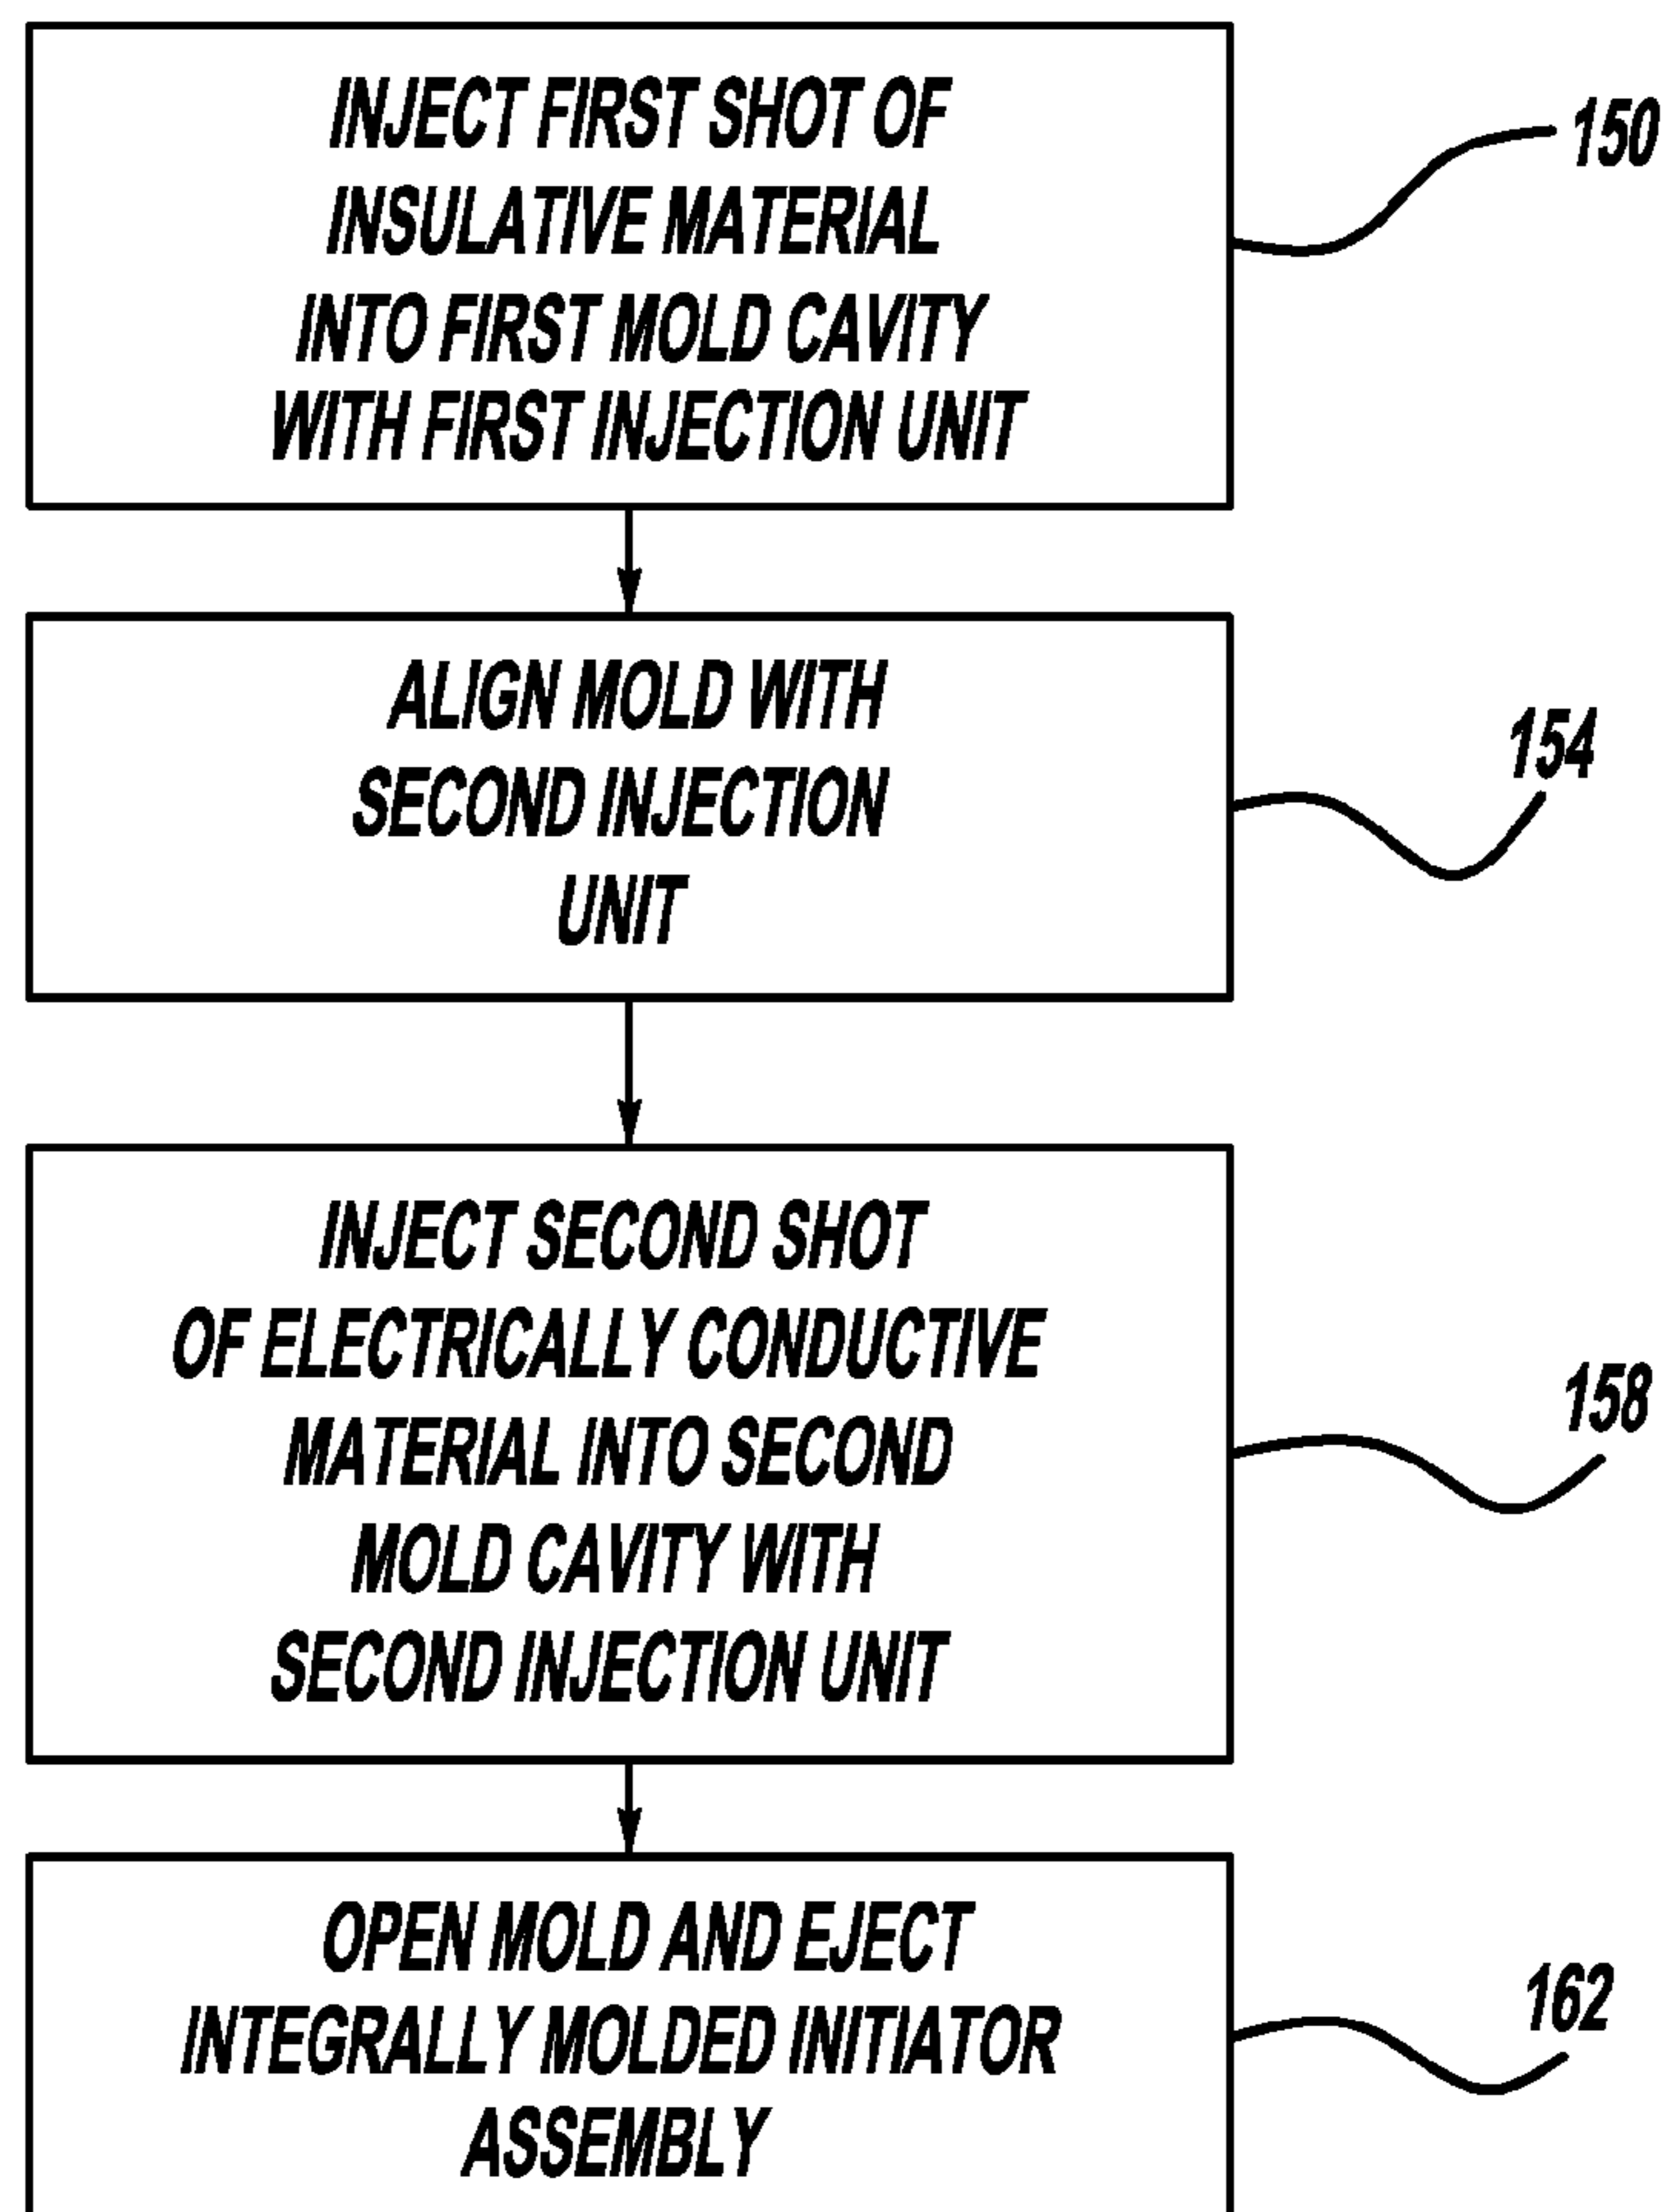 INJECT FIRST SHOT OF
INSULATIVE MATERIAL
INTO FIRST MOLD CAVITY
WITH FIRST INJECTION UNIT
150
ALIGN MOLD WITH
SECOND INJECTION
UNIT
154
INJECT SECOND SHOT
OF ELECTRICALLY CONDUCTIVE
MATERIAL INTO SECOND
MOLD CAVITY WITH
SECOND INJECTION UNIT
158
OPEN MOLD AND EJECT
INTEGRALLY MOLDED INITIATOR
ASSEMBLY
162